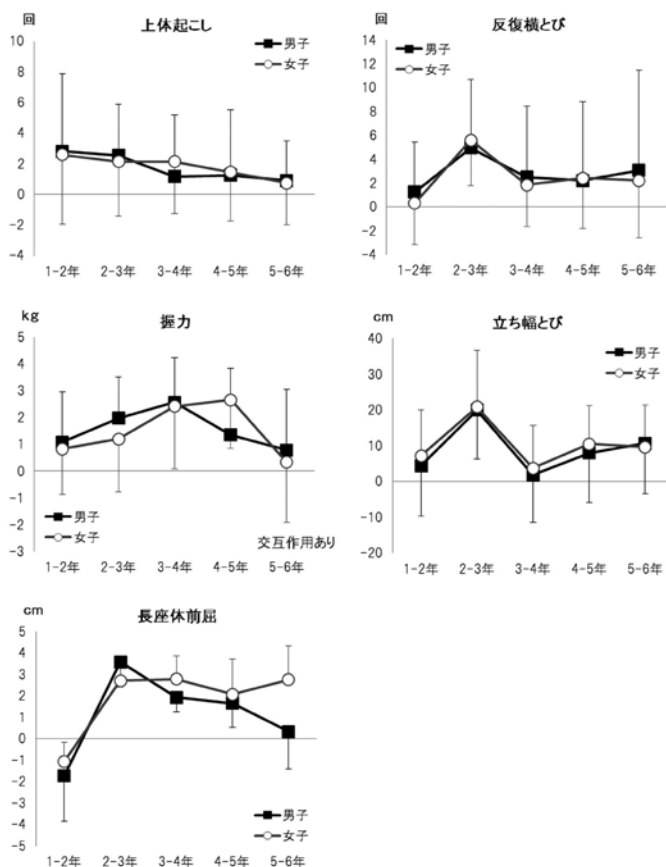 上体起こし
回
10
8
6
4
2
0
−2
−4
男子
女子
1-2年 2-3年 3-4年 4-5年 5-6年
反復横とび
回
14
12
10
8
6
4
2
0
−2
−4
男子
女子
1-2年 2-3年 3-4年 4-5年 5-6年
握力
kg
5
4
3
2
1
0
−1
−2
−3
男子
女子
交互作用あり
1-2年 2-3年 3-4年 4-5年 5-6年
立ち幅とび
cm
40
30
20
10
0
−10
−20
男子
女子
1-2年 2-3年 3-4年 4-5年 5-6年
長座体前屈
cm
5
4
3
2
1
0
−1
−2
−3
−4
−5
男子
女子
1-2年 2-3年 3-4年 4-5年 5-6年